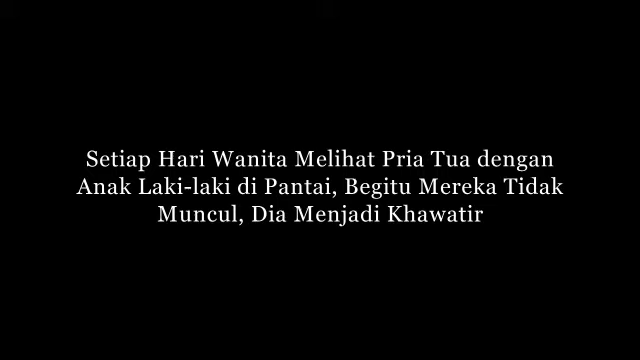 Setiap Hari Wanita Melihat Pria Tua dengan
Anak Laki-laki di Pantai, Begitu Mereka Tidak
Muncul, Dia Menjadi Khawatir